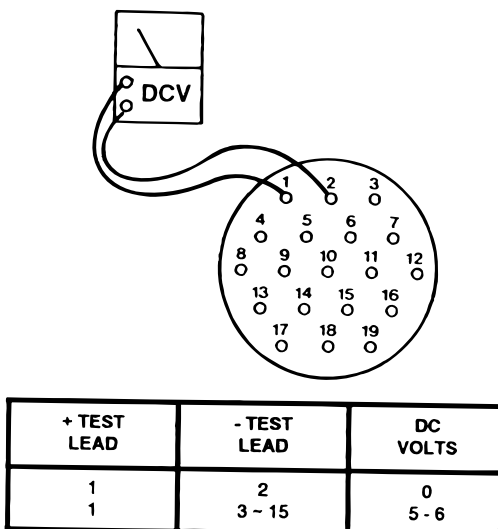 DCV
1 2 3
4 5 6 7
8 9 10 11 12
13 14 15 16
17 18 19
+ TEST LEAD - TEST LEAD DC VOLTS
1 2 0
1 3 ~ 15 5 - 6